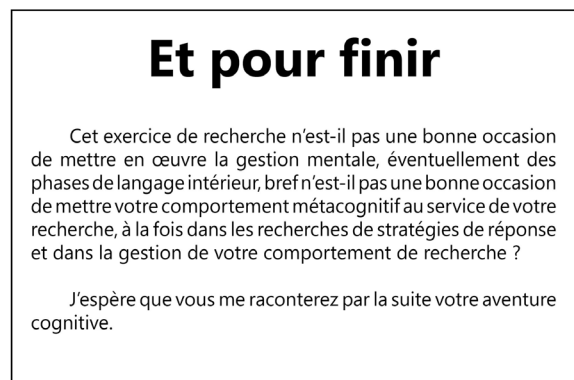 Et pour finir
Cet exercice de recherche n'est-il pas une bonne occasion
de mettre en œuvre la gestion mentale, éventuellement des
phases de langage intérieur, bref n'est-il pas une bonne occasion
de mettre votre comportement métacognitif au service de votre
recherche, à la fois dans les recherches de stratégies de réponse
et dans la gestion de votre comportement de recherche ?
J'espère que vous me raconterez par la suite votre aventure
cognitive.